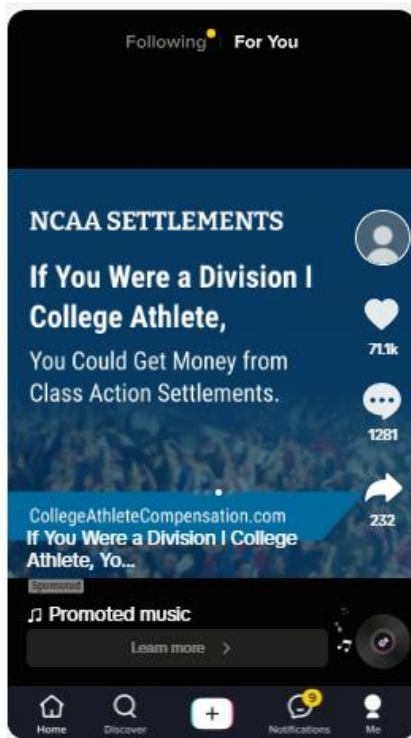 Following For You
NCAA SETTLEMENTS
If You Were a Division I
College Athlete,
You Could Get Money from
Class Action Settlements.
71.1k
1281
CollegeAthleteCompensation.com
232
If You Were a Division I College
Athlete, Yo...
Sponsored
Promoted music
Learn more
9
Home Discover Notifications Me